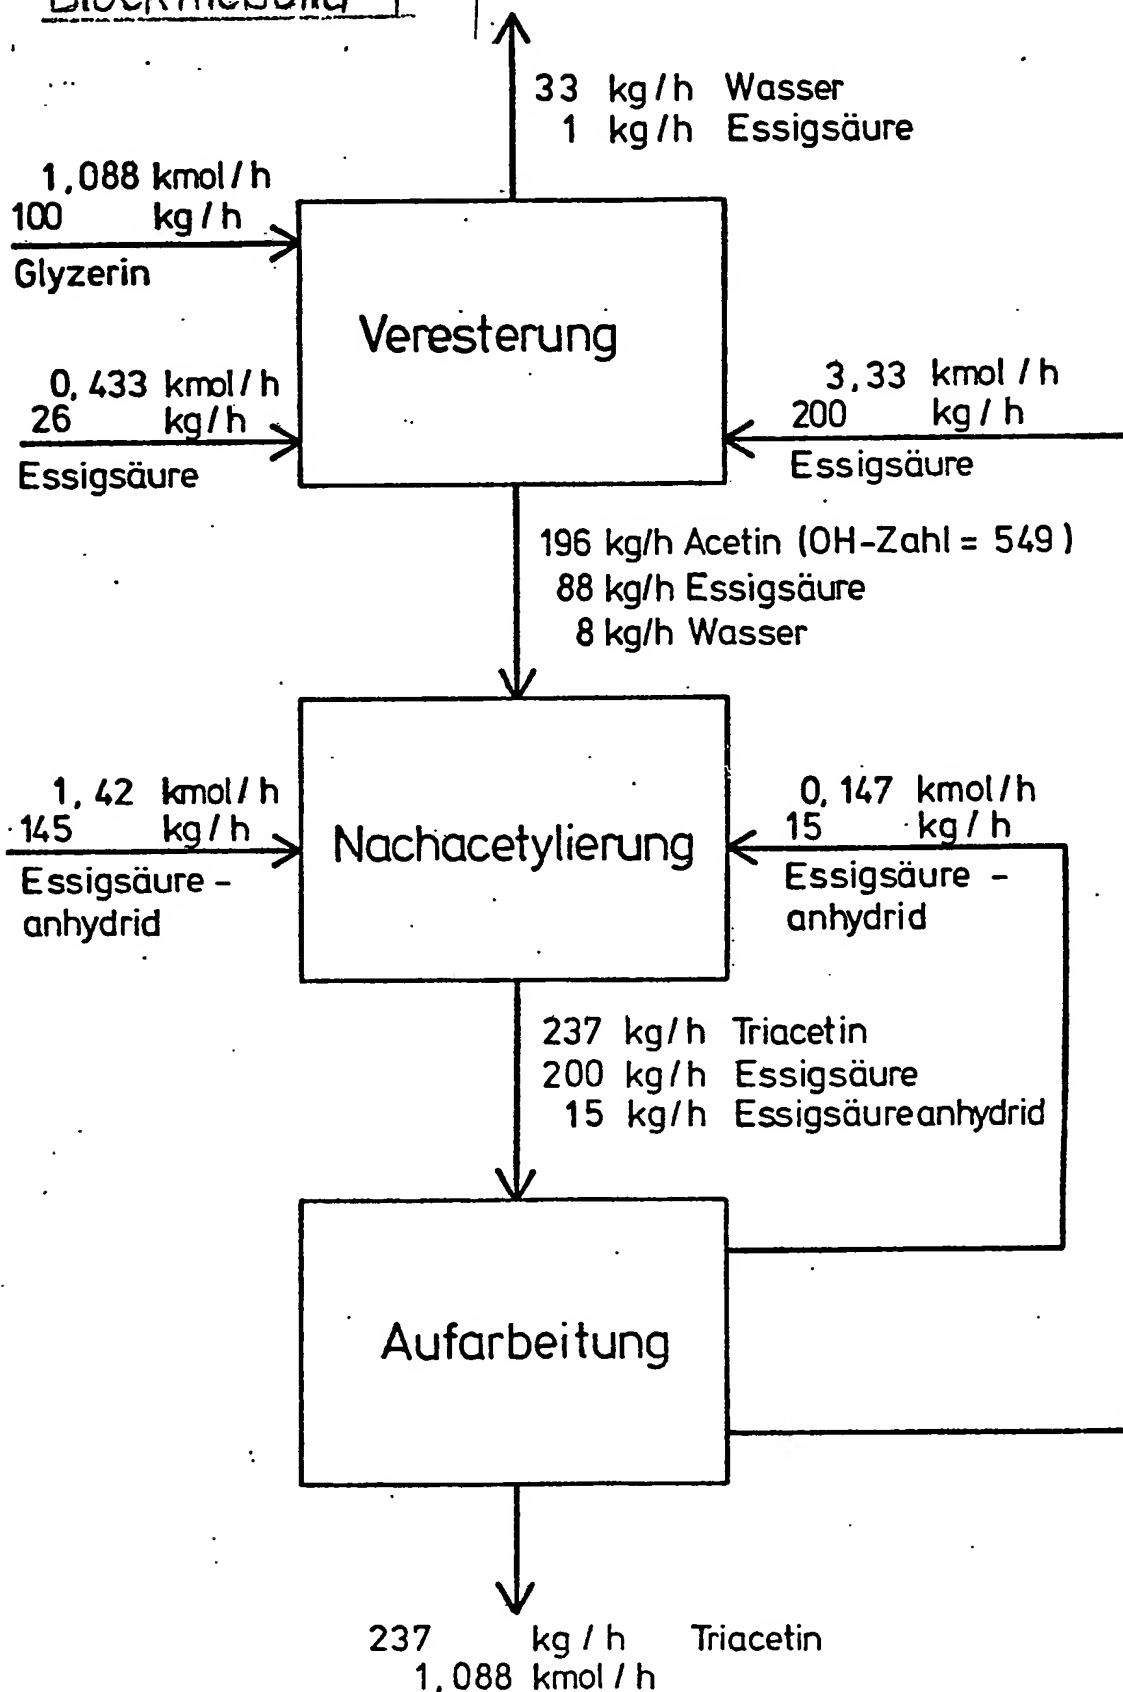 33 kg/h Wasser
1 kg/h Essigsäure
1,088 kmol/h
100 kg/h
Glyzerin
Veresterung
0,433 kmol/h
26 kg/h
Essigsäure
3,33 kmol/h
200 kg/h
Essigsäure
196 kg/h Acetin (OH-Zahl = 549)
88 kg/h Essigsäure
8 kg/h Wasser
1,42 kmol/h
145 kg/h
Essigsäure-
anhydrid
Nachacetylierung
0,147 kmol/h
15 kg/h
Essigsäure-
anhydrid
237 kg/h Triacetin
200 kg/h Essigsäure
15 kg/h Essigsäureanhydrid
Aufarbeitung
237 kg/h Triacetin
1,088 kmol/h